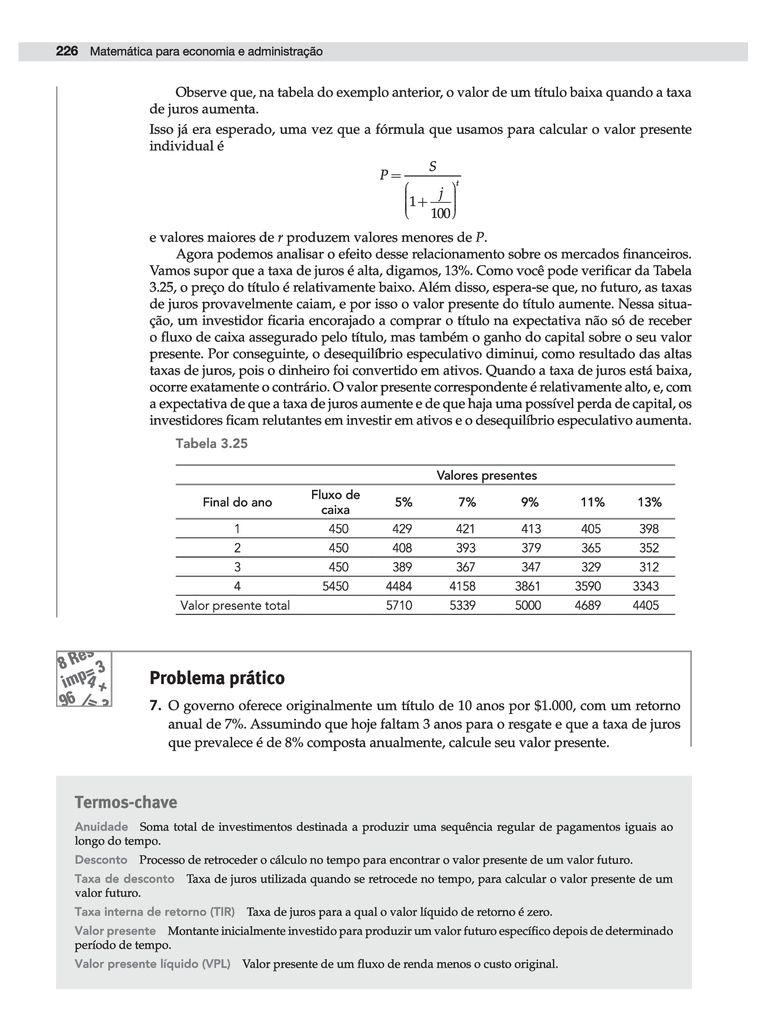 226 Matemática para economia e administração
Observe que, na tabela do exemplo anterior, o valor de um título baixa quando a taxa
de juros aumenta.
Isso já era esperado, uma vez que a fórmula que usamos para calcular o valor presente
individual é
P = S / (1 + j/100)^t
e valores maiores de r produzem valores menores de P.
Agora podemos analisar o efeito desse relacionamento sobre os mercados financeiros.
Vamos supor que a taxa de juros é alta, digamos, 13%. Como você pode verificar da Tabela
3.25, o preço do título é relativamente baixo. Além disso, espera-se que, no futuro, as taxas
de juros provavelmente caiam, e por isso o valor presente do título aumente. Nessa situa-
ção, um investidor ficaria encorajado a comprar o título na expectativa não só de receber
o fluxo de caixa assegurado pelo título, mas também o ganho do capital sobre o seu valor
presente. Por conseguinte, o desequilíbrio especulativo diminui, como resultado das altas
taxas de juros, pois o dinheiro foi convertido em ativos. Quando a taxa de juros está baixa,
ocorre exatamente o contrário. O valor presente correspondente é relativamente alto, e, com
a expectativa de que a taxa de juros aumente e de que haja uma possível perda de capital, os
investidores ficam relutantes em investir em ativos e o desequilíbrio especulativo aumenta.
Tabela 3.25
Valores presentes
Final do ano Fluxo de caixa 5% 7% 9% 11% 13%
1 450 429 421 413 405 398
2 450 408 393 379 365 352
3 450 389 367 347 329 312
4 5450 4484 4158 3861 3590 3343
Valor presente total 5710 5339 5000 4689 4405
8 Res
imp= 3
4 +
96 /=
Problema prático
7. O governo oferece originalmente um título de 10 anos por $1.000, com um retorno
anual de 7%. Assumindo que hoje faltam 3 anos para o resgate e que a taxa de juros
que prevalece é de 8% composta anualmente, calcule seu valor presente.
Termos-chave
Anuidade Soma total de investimentos destinada a produzir uma sequência regular de pagamentos iguais ao
longo do tempo.
Desconto Processo de retroceder o cálculo no tempo para encontrar o valor presente de um valor futuro.
Taxa de desconto Taxa de juros utilizada quando se retrocede no tempo, para calcular o valor presente de um
valor futuro.
Taxa interna de retorno (TIR) Taxa de juros para a qual o valor líquido de retorno é zero.
Valor presente Montante inicialmente investido para produzir um valor futuro específico depois de determinado
período de tempo.
Valor presente líquido (VPL) Valor presente de um fluxo de renda menos o custo original.